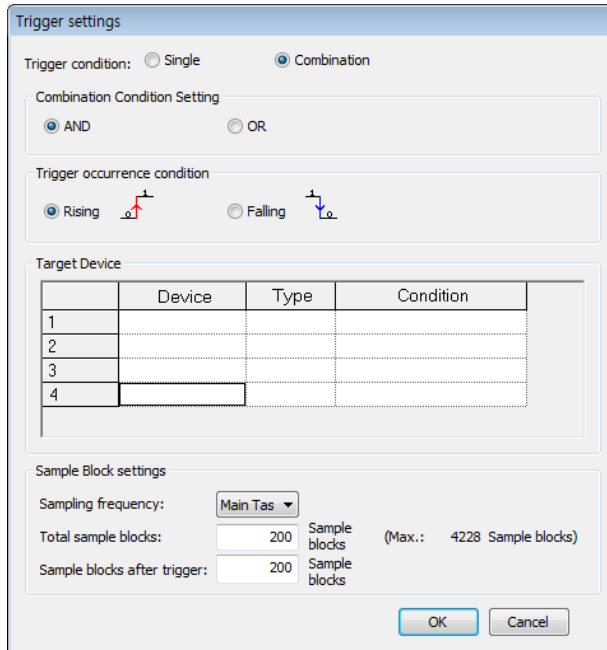 Trigger settings
Trigger condition: Single Combination
Combination Condition Setting
AND OR
Trigger occurrence condition
Rising 0 1 Falling 1 0
Target Device
Device Type Condition
1
2
3
4
Sample Block settings
Sampling frequency: Main Tas
Total sample blocks: 200 Sample blocks (Max.: 4228 Sample blocks)
Sample blocks after trigger: 200 Sample blocks
OK Cancel